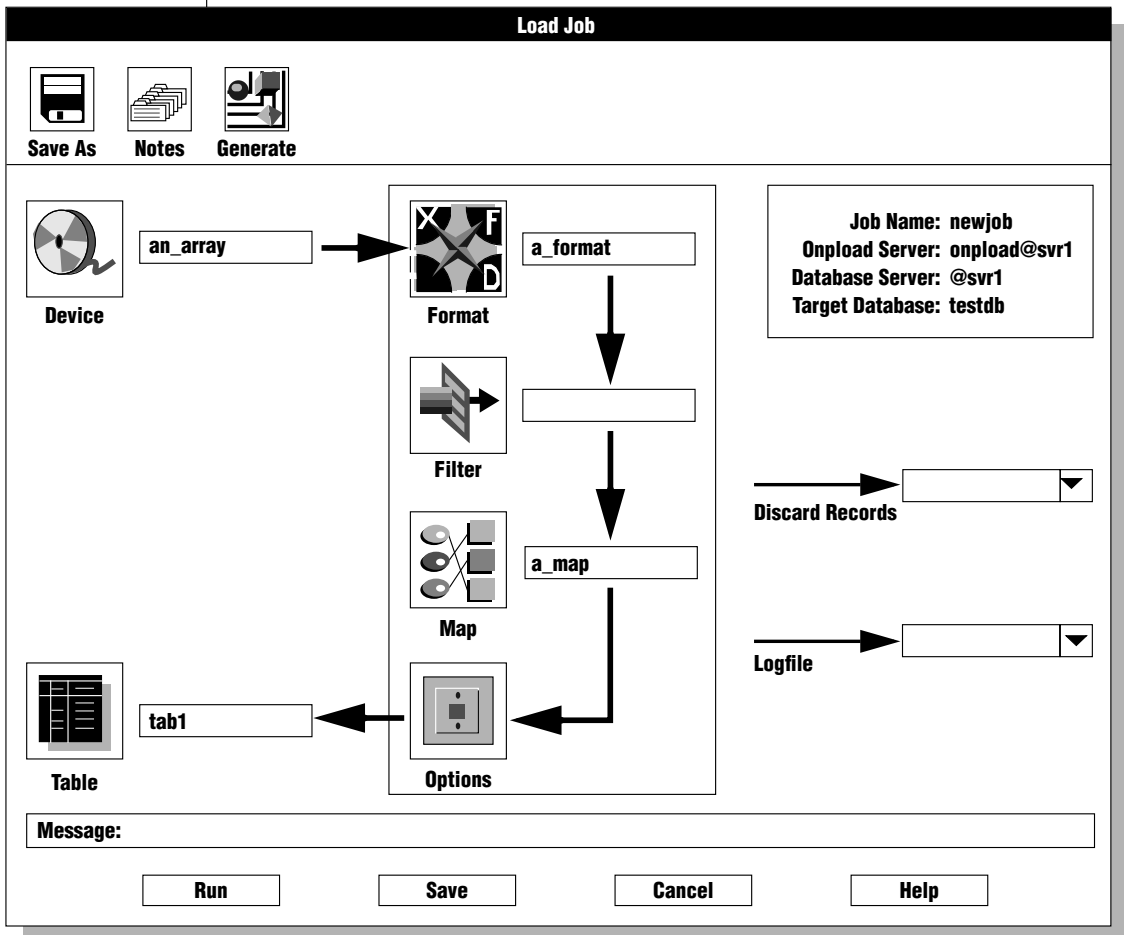 Load Job
Save As
Notes
Generate
Device
an_array
X F D
Format
a_format
Job Name: newjob
Onpload Server: onpload@svr1
Database Server: @svr1
Target Database: testdb
Filter
Discard Records
Map
a_map
Logfile
Table
tab1
Options
Message:
Run
Save
Cancel
Help